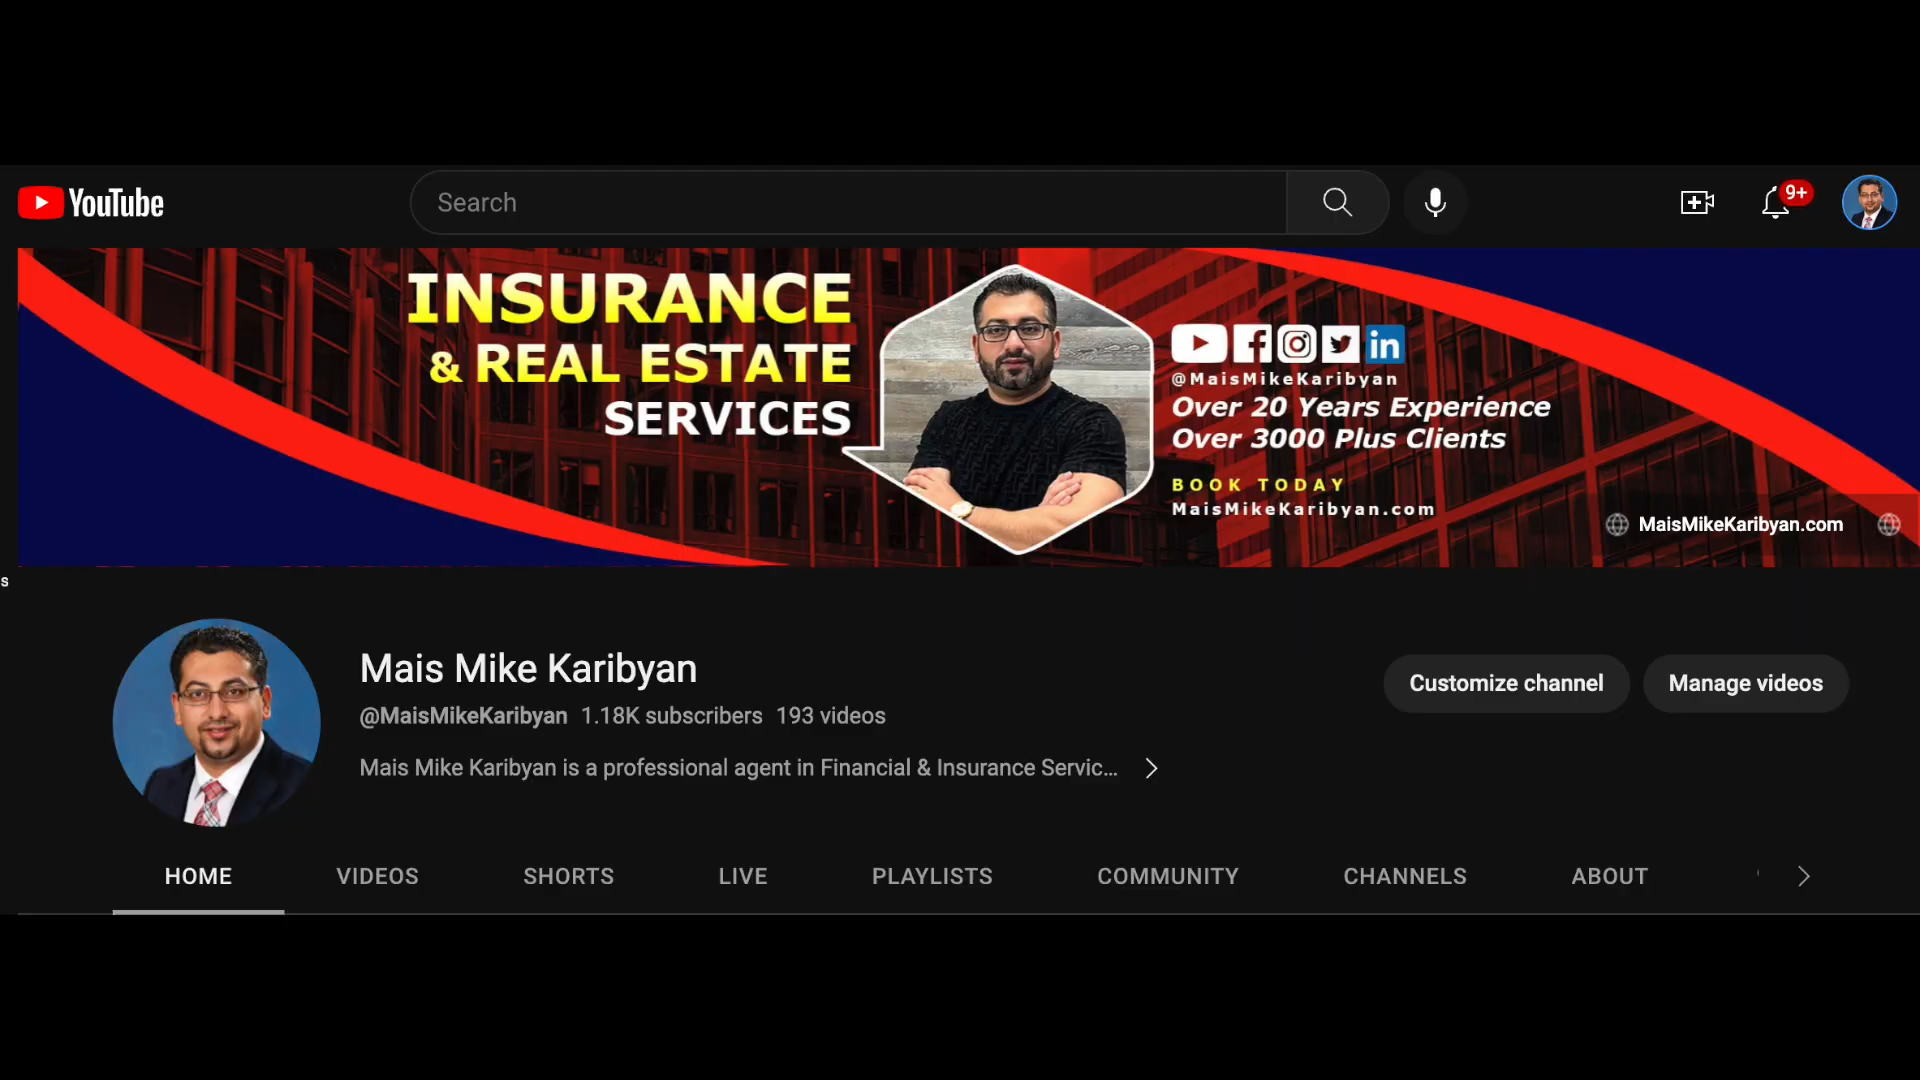 YouTube
Search
9+
INSURANCE
& REAL ESTATE
SERVICES
in
@MaisMikeKaribyan
Over 20 Years Experience
Over 3000 Plus Clients
BOOK TODAY
MaisMikeKaribyan.com
MaisMikeKaribyan.com
s
Mais Mike Karibyan
@MaisMikeKaribyan 1.18K subscribers 193 videos
Mais Mike Karibyan is a professional agent in Financial & Insurance Servic...
Customize channel
Manage videos
HOME VIDEOS SHORTS LIVE PLAYLISTS COMMUNITY CHANNELS ABOUT